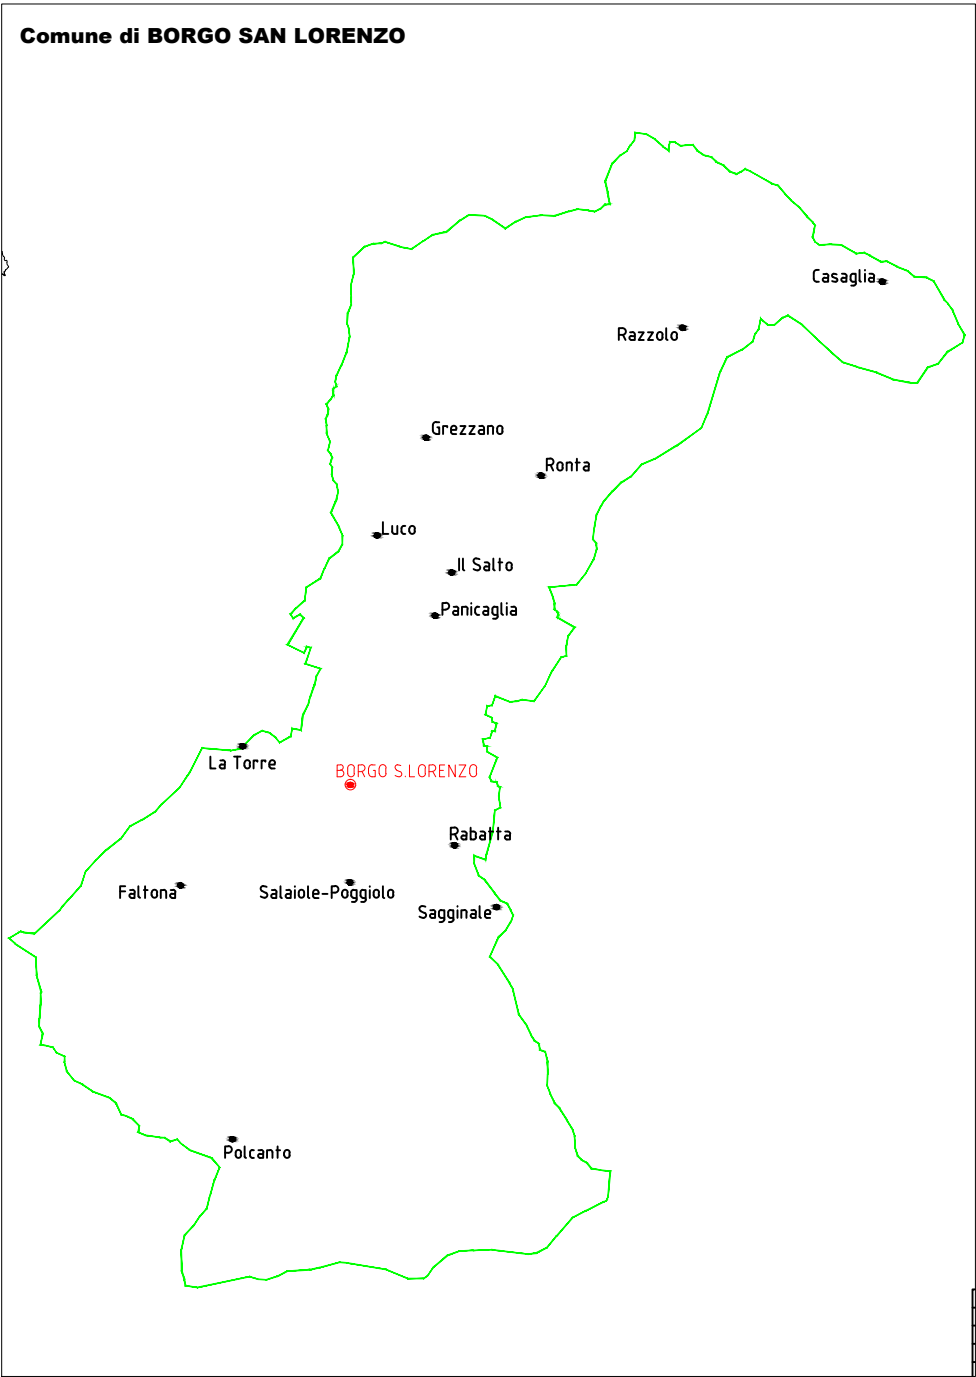 Comune di BORGO SAN LORENZO
Casaglia
Razzolo
Grezzano
Ronta
Luco
Il Salto
Panicaglia
La Torre
BORGO S.LORENZO
Rabatta
Faltona
Salaiole-Poggiolo
Sagginale
Polcanto